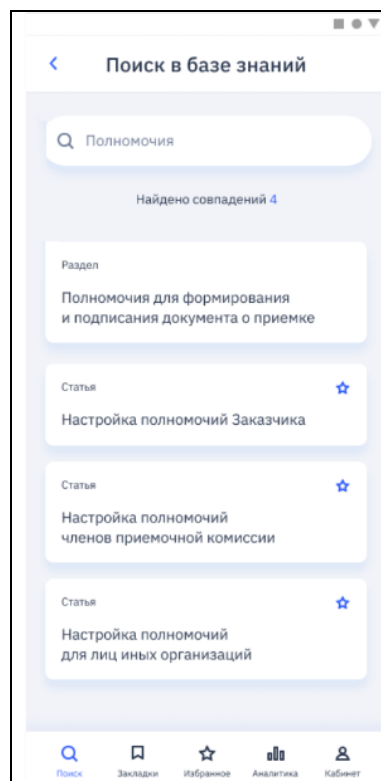 Поиск в базе знаний
Полномочия
Найдено совпадений 4
Раздел
Полномочия для формирования
и подписания документа о приемке
Статья
Настройка полномочий Заказчика
Статья
Настройка полномочий
членов приемочной комиссии
Статья
Настройка полномочий
для лиц иных организаций
Поиск Закладки Избранное Аналитика Кабинет